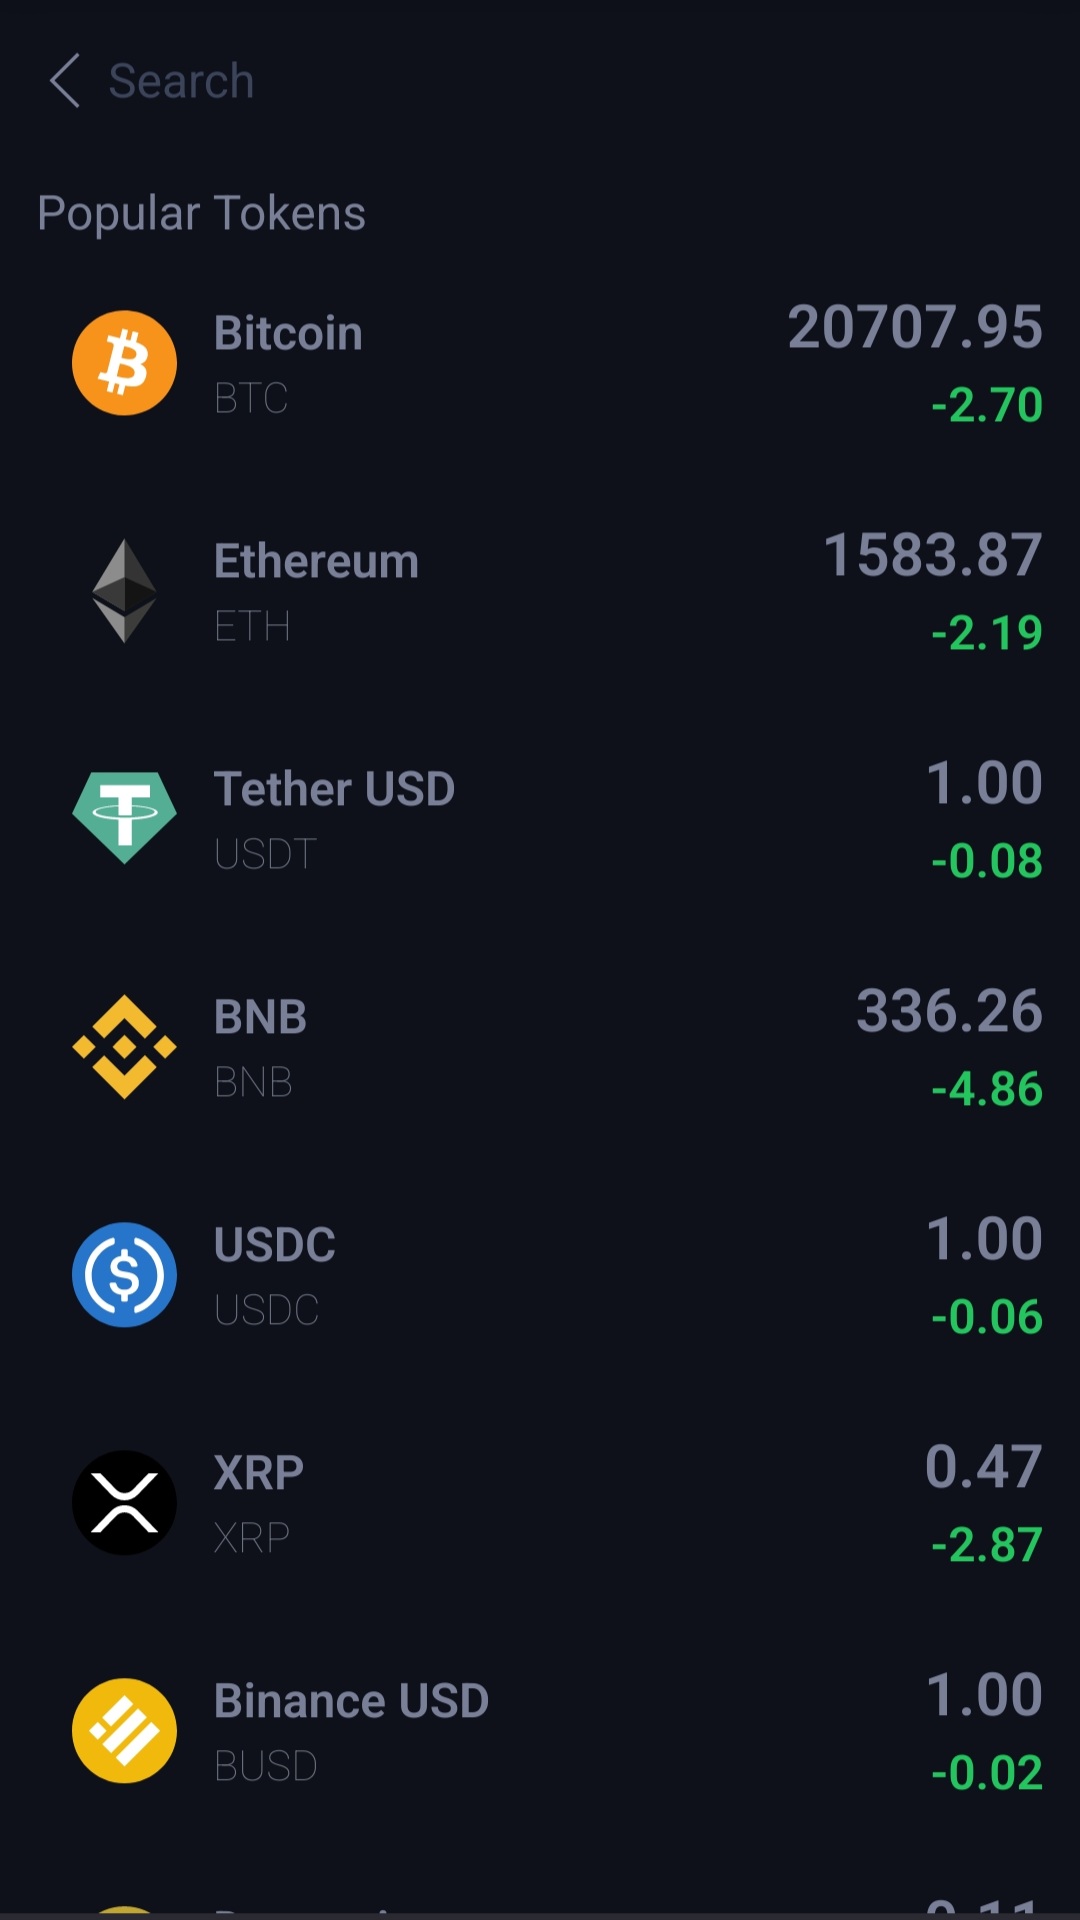 Search
Popular Tokens
Bitcoin 20707.95
BTC -2.70
Ethereum 1583.87
ETH -2.19
Tether USD 1.00
USDT -0.08
BNB 336.26
BNB -4.86
USDC 1.00
USDC -0.06
XRP 0.47
XRP -2.87
Binance USD 1.00
BUSD -0.02